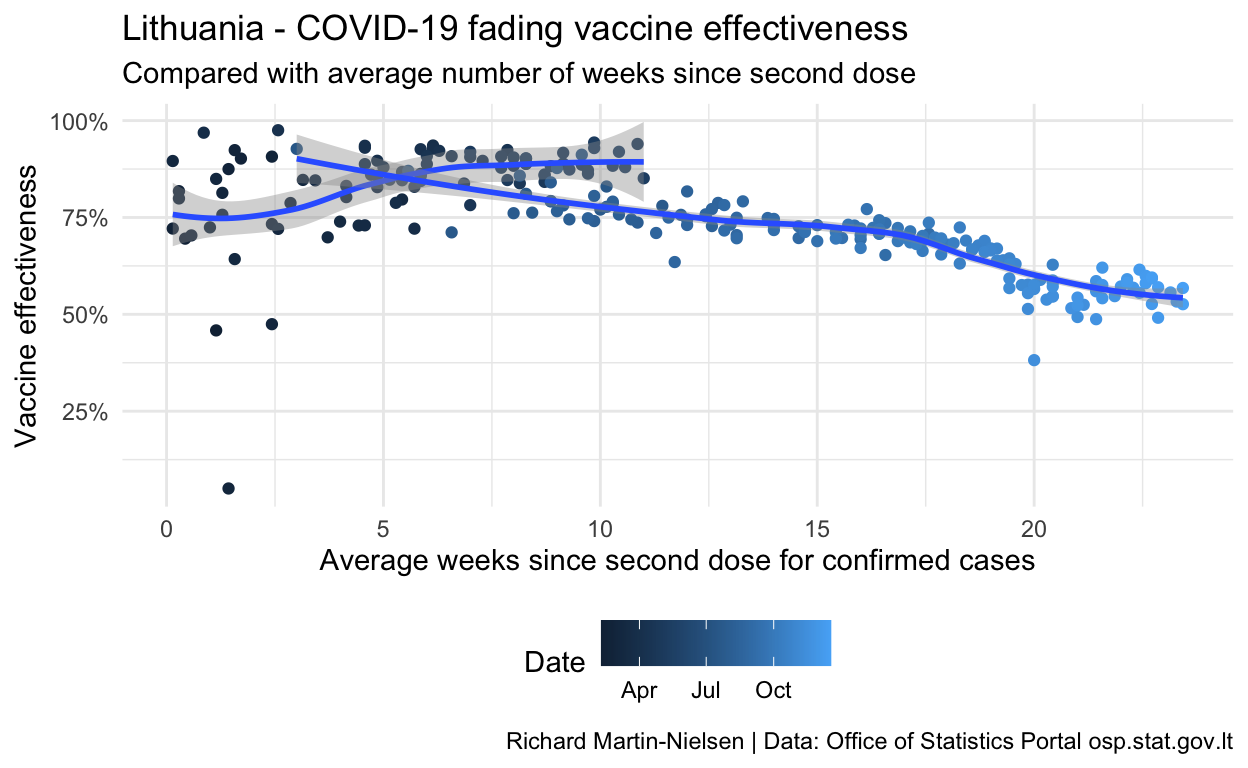 Lithuania - COVID-19 fading vaccine effectiveness
Compared with average number of weeks since second dose
Vaccine effectiveness
100%
75%
50%
25%
0 5 10 15 20
Average weeks since second dose for confirmed cases
Date
Apr Jul Oct
Richard Martin-Nielsen | Data: Office of Statistics Portal osp.stat.gov.lt